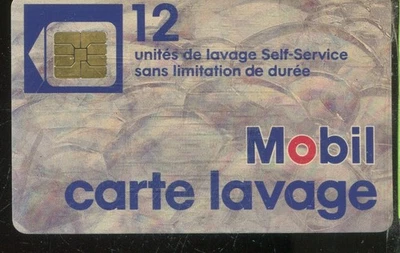 12
unités de lavage Self-Service
sans limitation de durée
Mobil
carte lavage